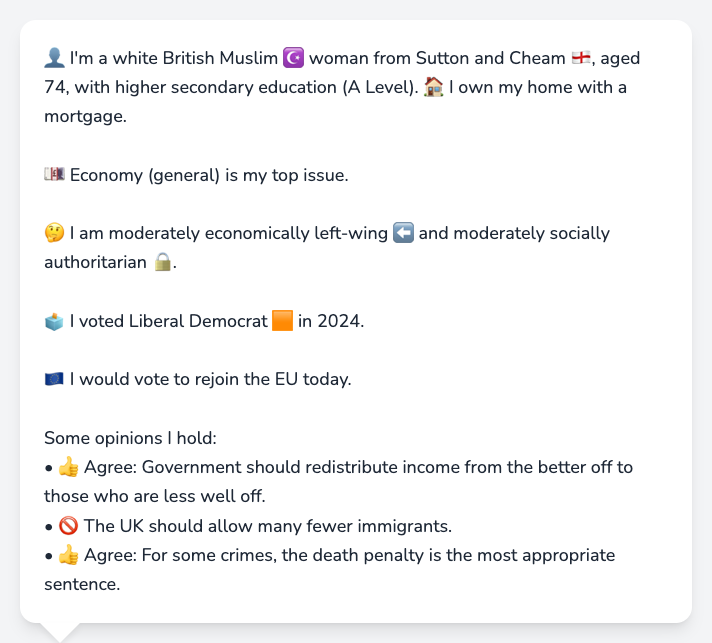 👤 I'm a white British Muslim ☪️ woman from Sutton and Cheam 🏴󠁧󠁢󠁥󠁮󠁧󠁿, aged
74, with higher secondary education (A Level). 🏠 I own my home with a
mortgage.
💷 Economy (general) is my top issue.
🤔 I am moderately economically left-wing ⬅️ and moderately socially
authoritarian 🔒.
🗳️ I voted Liberal Democrat 🟧 in 2024.
🇪🇺 I would vote to rejoin the EU today.
Some opinions I hold:
• 👍 Agree: Government should redistribute income from the better off to
those who are less well off.
• 🚫 The UK should allow many fewer immigrants.
• 👍 Agree: For some crimes, the death penalty is the most appropriate
sentence.